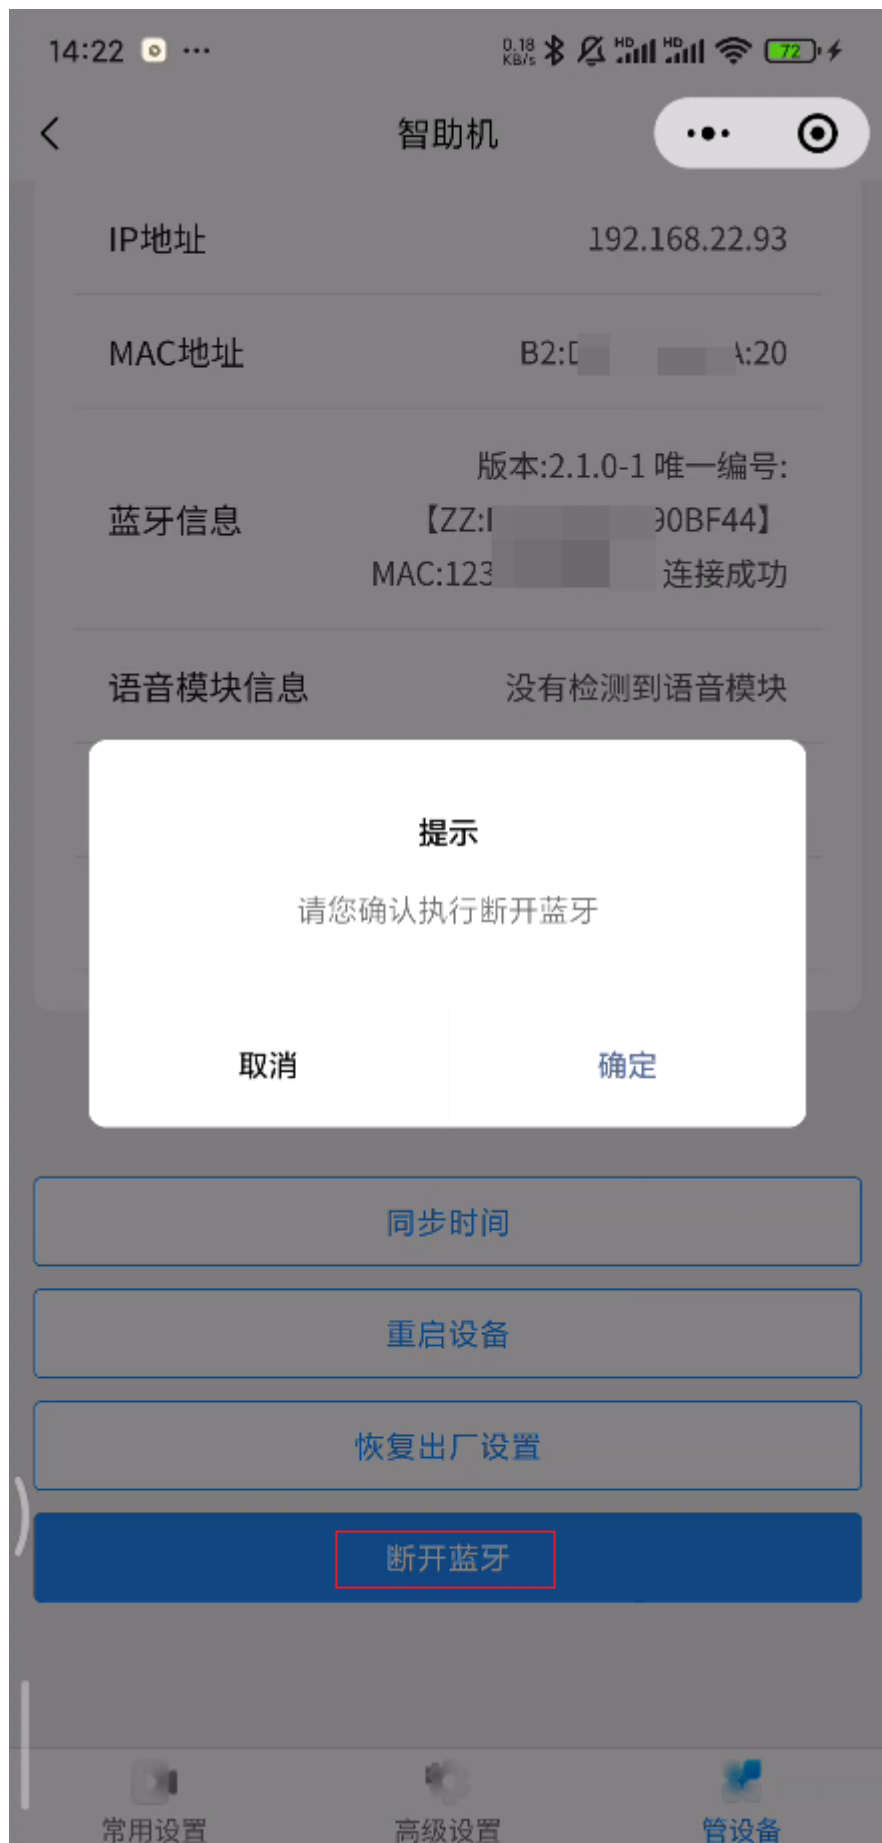 14:22
0.18
KB/s
HD
HD
72
智助机
IP地址
192.168.22.93
MAC地址
B2:
:20
版本:2.1.0-1 唯一编号:
蓝牙信息
【ZZ:
90BF44】
MAC:123
连接成功
语音模块信息
没有检测到语音模块
提示
请您确认执行断开蓝牙
取消
确定
同步时间
重启设备
恢复出厂设置
断开蓝牙
常用设置
高级设置
管设备